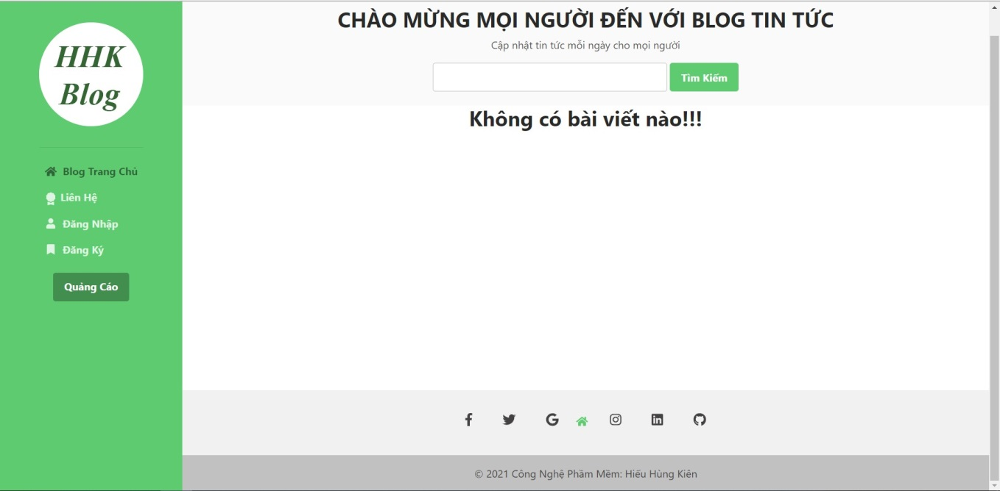 HHK
Blog
Blog Trang Chủ
Liên Hệ
Đăng Nhập
Đăng Ký
Quảng Cáo
CHÀO MỪNG MỌI NGƯỜI ĐẾN VỚI BLOG TIN TỨC
Cập nhật tin tức mỗi ngày cho mọi người
Tìm Kiếm
Không có bài viết nào!!!
© 2021 Công Nghệ Phầm Mềm: Hiếu Hùng Kiên